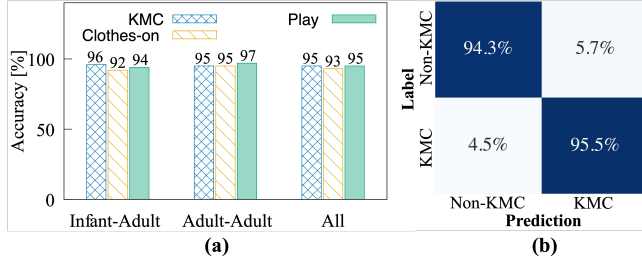 (a)
KMC
Clothes-on
Play
Accuracy [%]
100
50
0
96 92 94
95 95 97
95 93 95
Infant-Adult Adult-Adult All
(b)
Label
Non-KMC
KMC
94.3% 5.7%
4.5% 95.5%
Non-KMC KMC
Prediction